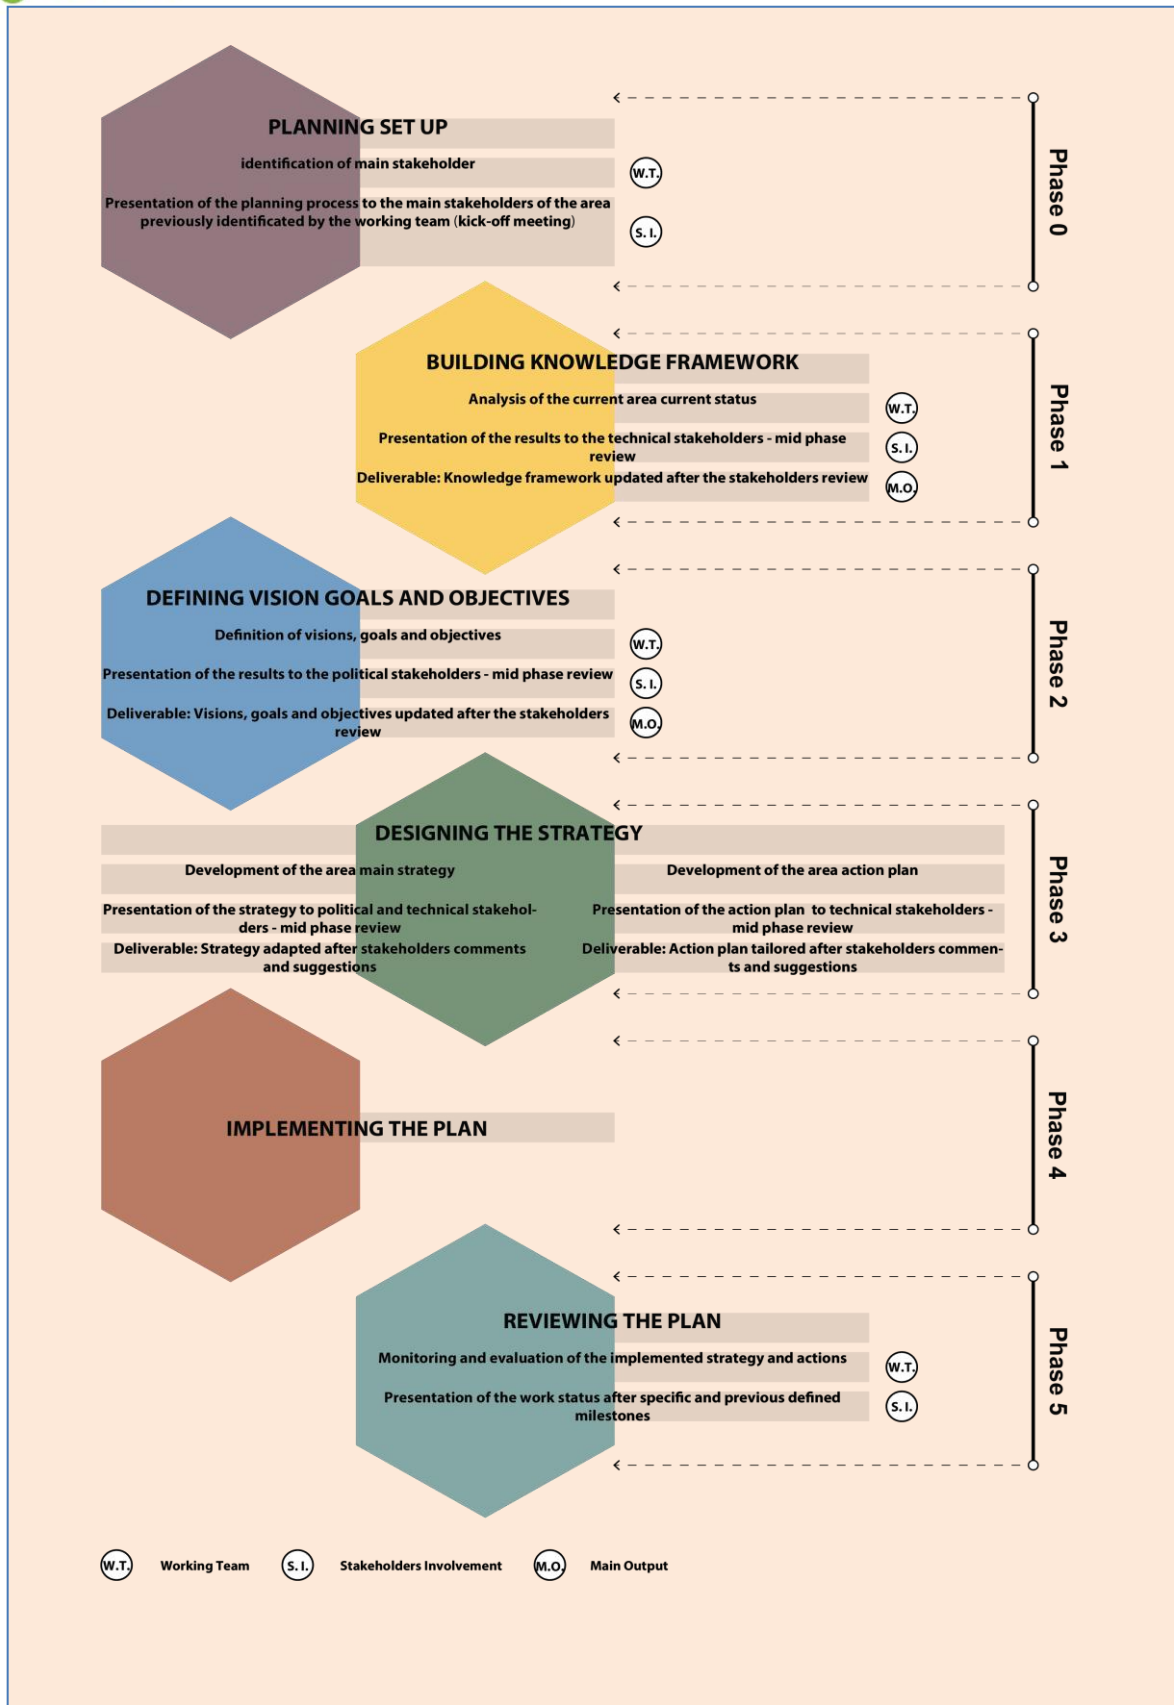 PLANNING SET UP
identification of main stakeholder
W.T.
Presentation of the planning process to the main stakeholders of the area
previously identificated by the working team (kick-off meeting)
S. I.
Phase 0
BUILDING KNOWLEDGE FRAMEWORK
Analysis of the current area current status
W.T.
Presentation of the results to the technical stakeholders - mid phase
review
S. I.
Deliverable: Knowledge framework updated after the stakeholders review
M.O.
Phase 1
DEFINING VISION GOALS AND OBJECTIVES
Definition of visions, goals and objectives
W.T.
Presentation of the results to the political stakeholders - mid phase review
S. I.
Deliverable: Visions, goals and objectives updated after the stakeholders
review
M.O.
Phase 2
DESIGNING THE STRATEGY
Development of the area main strategy
Presentation of the strategy to political and technical stakehol-
ders - mid phase review
Deliverable: Strategy adapted after stakeholders comments
and suggestions
Development of the area action plan
Presentation of the action plan to technical stakeholders -
mid phase review
Deliverable: Action plan tailored after stakeholders commen-
ts and suggestions
Phase 3
IMPLEMENTING THE PLAN
Phase 4
REVIEWING THE PLAN
Monitoring and evaluation of the implemented strategy and actions
W.T.
Presentation of the work status after specific and previous defined
milestones
S. I.
Phase 5
W.T. Working Team S. I. Stakeholders Involvement M.O. Main Output